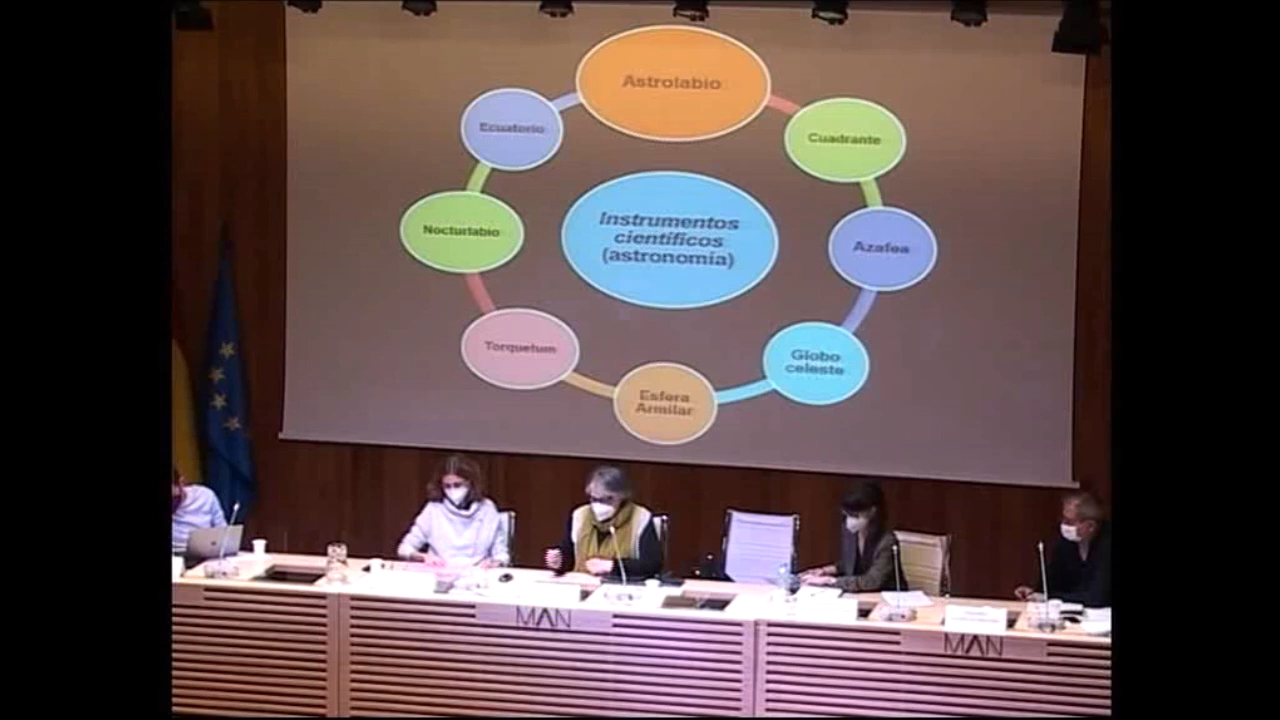 Astrolabio
Ecuatorio
Cuadrante
Nocturlabio
Instrumentos
científicos
(astronomía)
Azafea
Torquetum
Globo
celeste
Esfera
Armilar
MAN
MAN